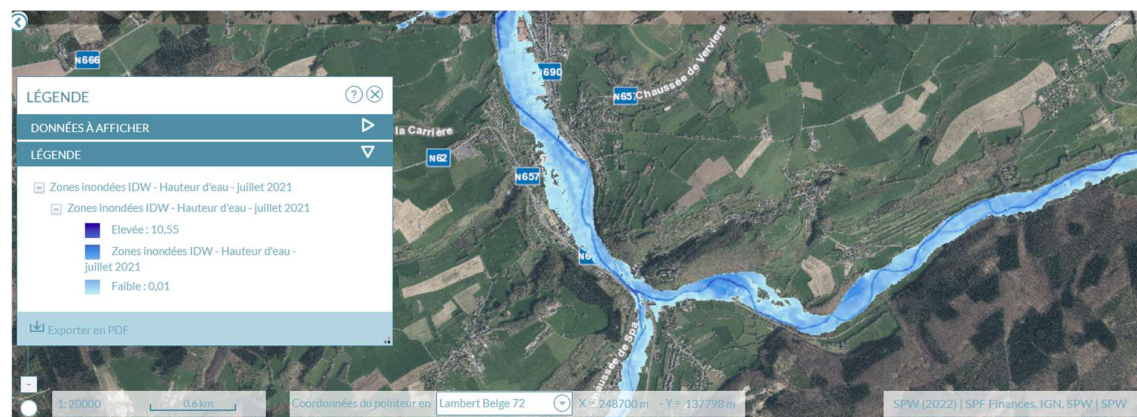 N666
N690
N657
Chaussée de Verviers
LÉGENDE
?
DONNÉES À AFFICHER
la Carrière
LÉGENDE
N62
N657
Zones inondées IDW - Hauteur d'eau - juillet 2021
Zones inondées IDW - Hauteur d'eau - juillet 2021
Elevée : 10,55
Zones inondées IDW - Hauteur d'eau -
juillet 2021
Faible : 0,01
Exporter en PDF
aussée de Spa
1: 20000
0.6 km
Coordonnées du pointeur en
Lambert Belge 72
X = 248700 m - Y = 137798 m
SPW (2022) | SPF Finances, IGN, SPW | SPW